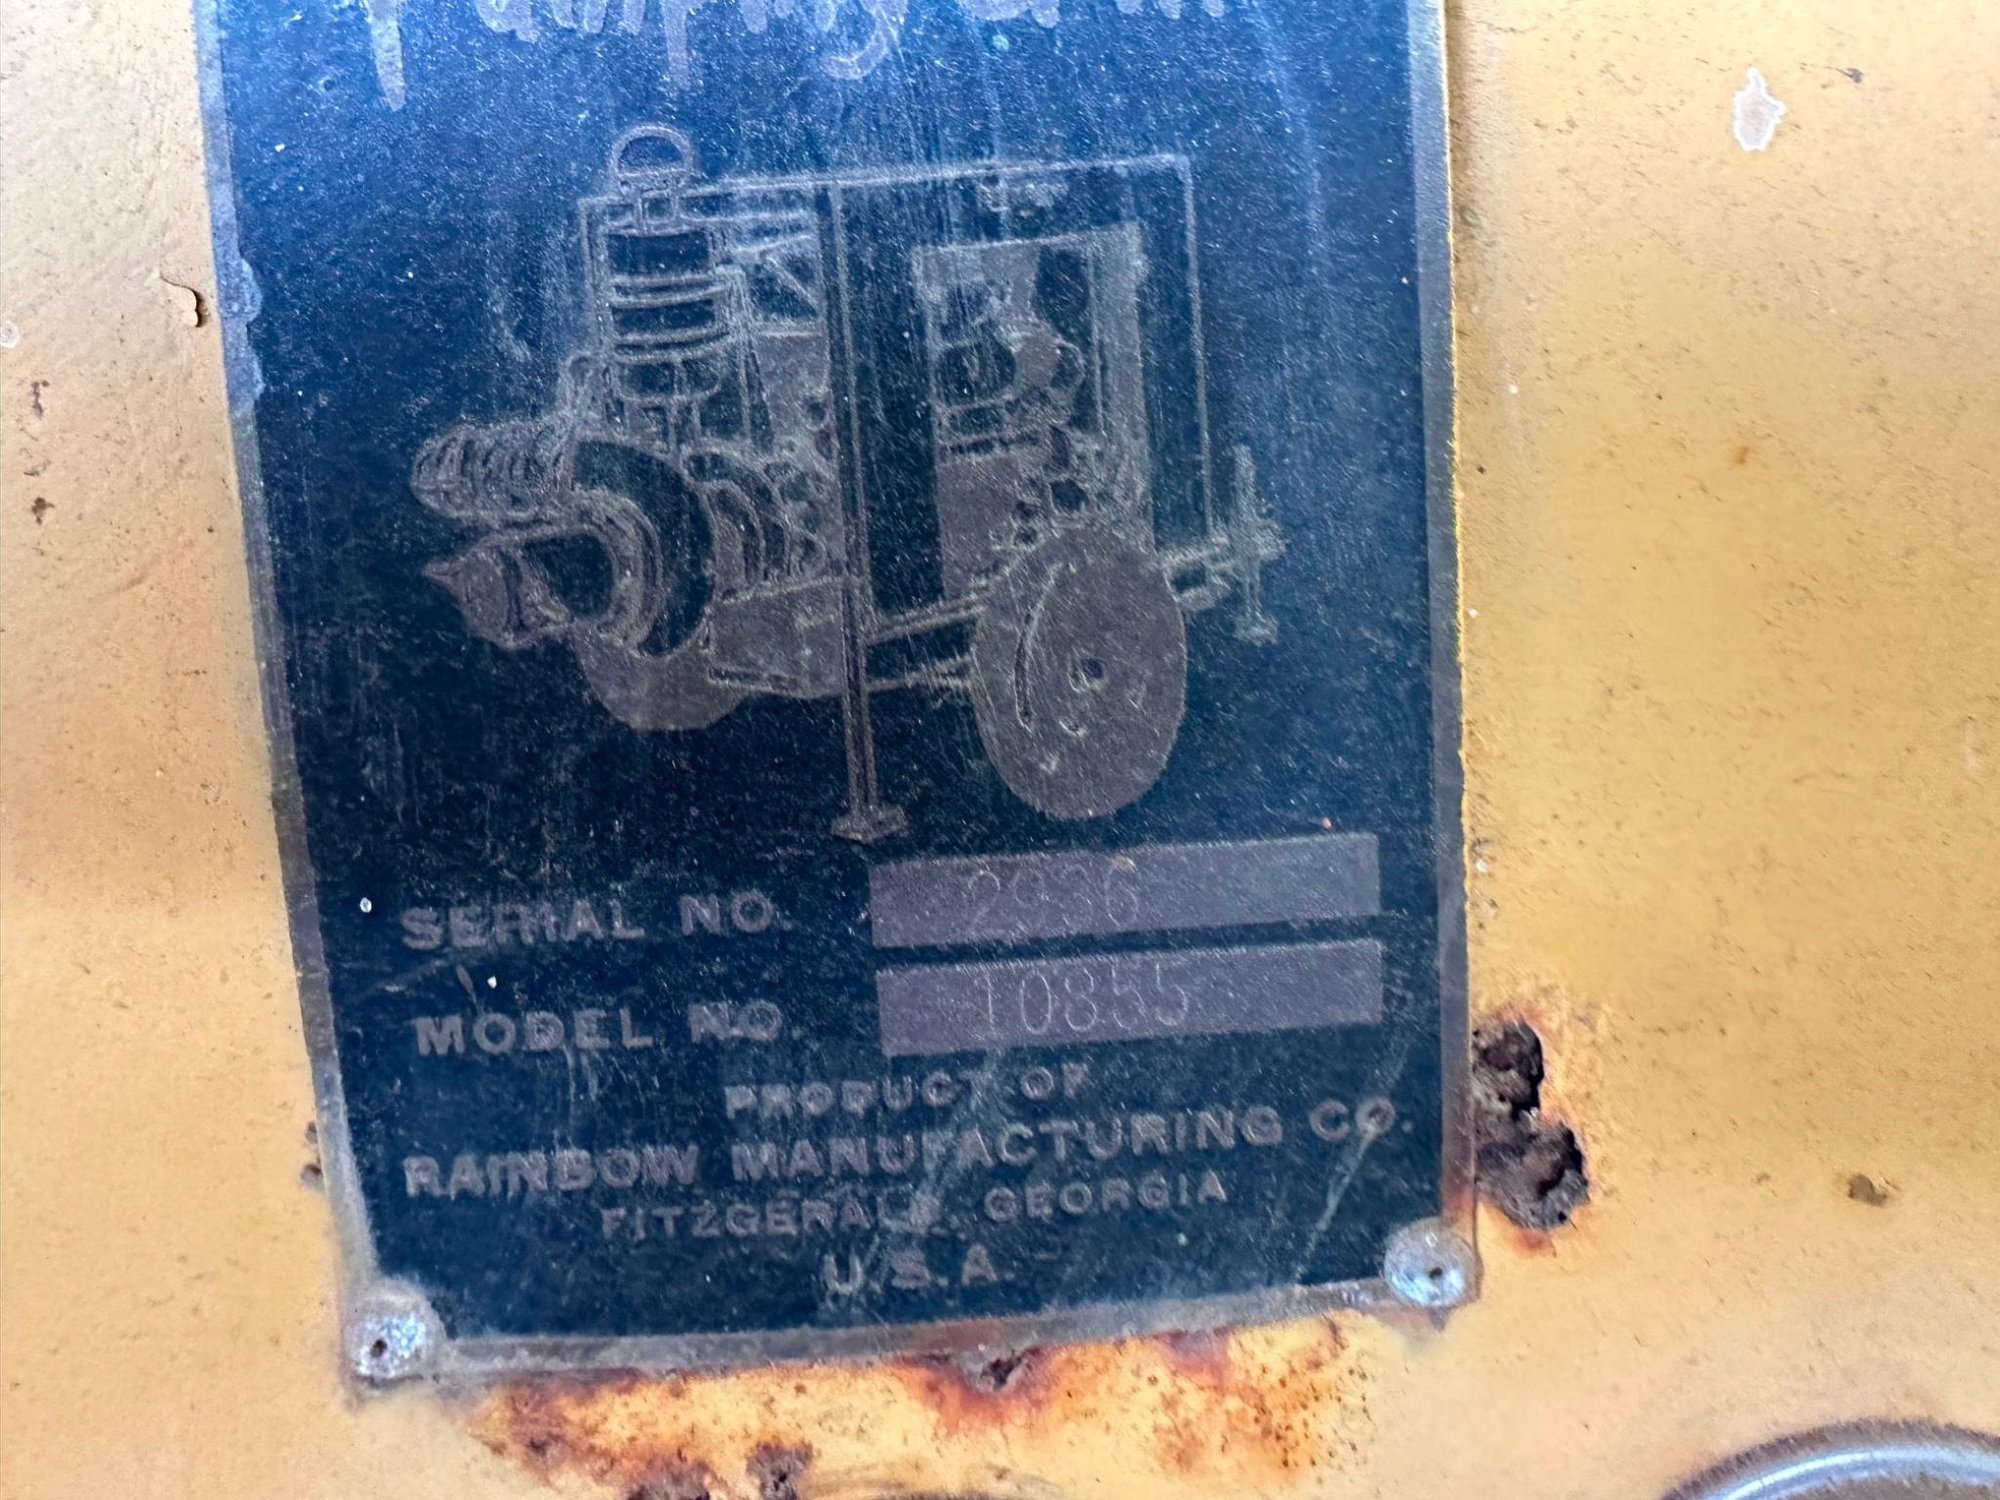 SERIAL NO. 2936
MODEL NO. 10855
PRODUCT OF
RAINBOW MANUFACTURING CO.
FITZGERALD, GEORGIA
U.S.A.